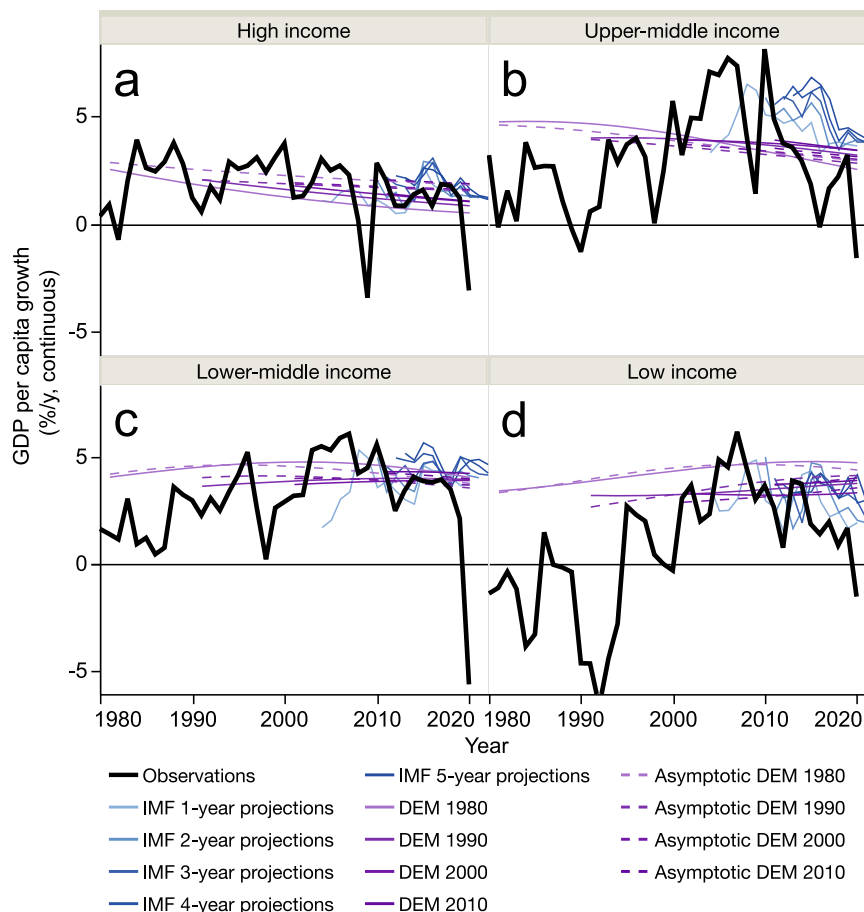 High income
Upper-middle income
a
b
5
0
-5
GDP per capita growth
(%/y, continuous)
Lower-middle income
Low income
c
d
5
0
-5
1980
1990
2000
2010
2020
1980
1990
2000
2010
2020
Year
Observations
IMF 5-year projections
Asymptotic DEM 1980
IMF 1-year projections
DEM 1980
Asymptotic DEM 1990
IMF 2-year projections
DEM 1990
Asymptotic DEM 2000
IMF 3-year projections
DEM 2000
Asymptotic DEM 2010
IMF 4-year projections
DEM 2010